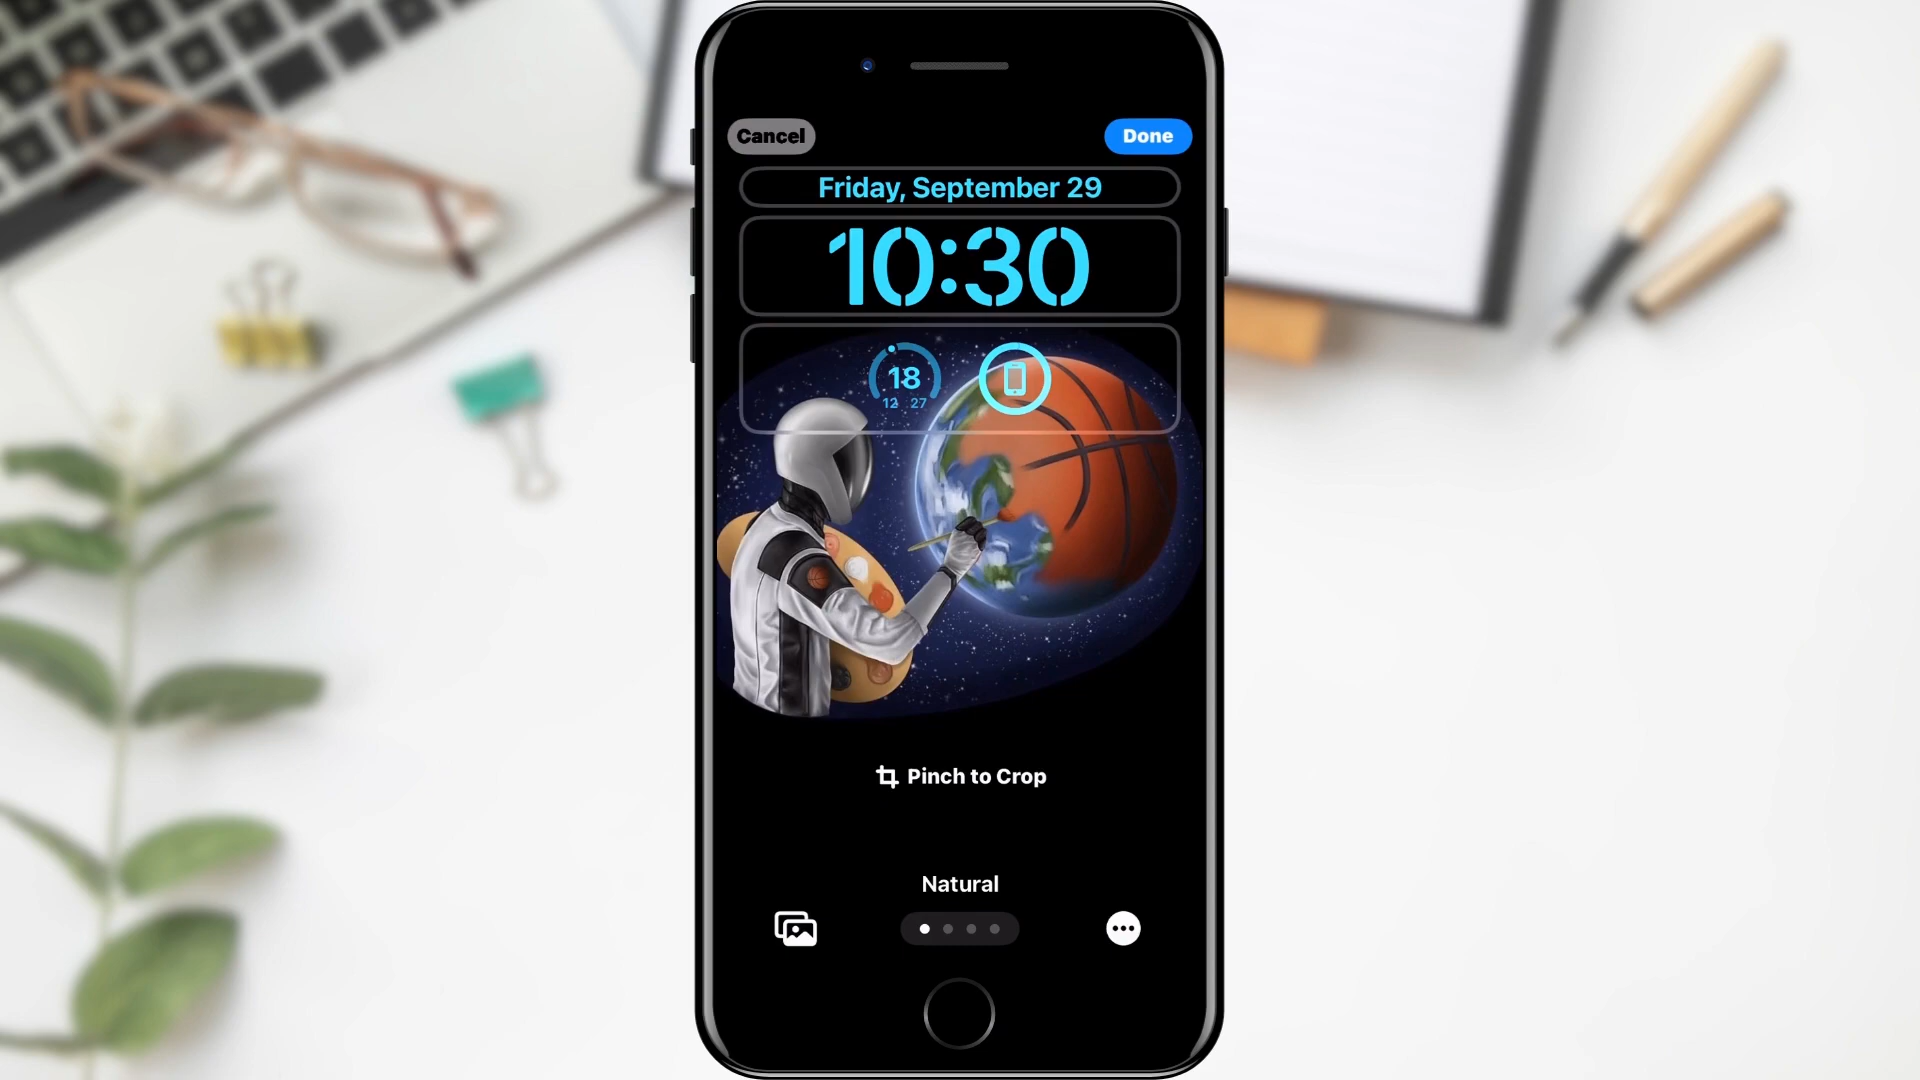 Cancel
Done
Friday, September 29
10:30
18
12 27
Pinch to Crop
Natural